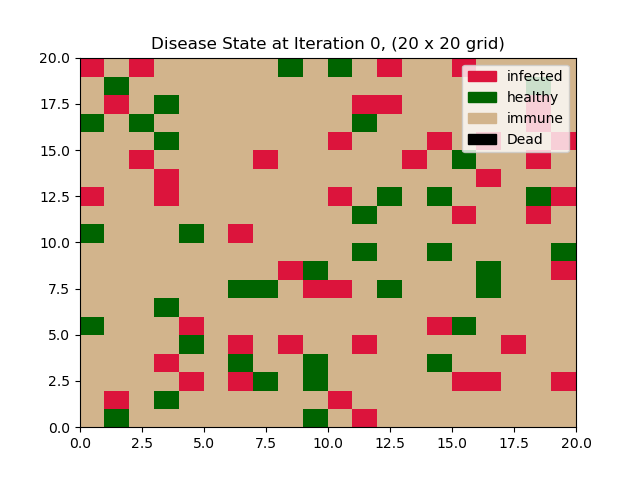 Disease State at Iteration 0, (20 x 20 grid)
20.0
17.5
15.0
12.5
10.0
7.5
5.0
2.5
0.0
infected
healthy
immune
Dead
0.0 2.5 5.0 7.5 10.0 12.5 15.0 17.5 20.0